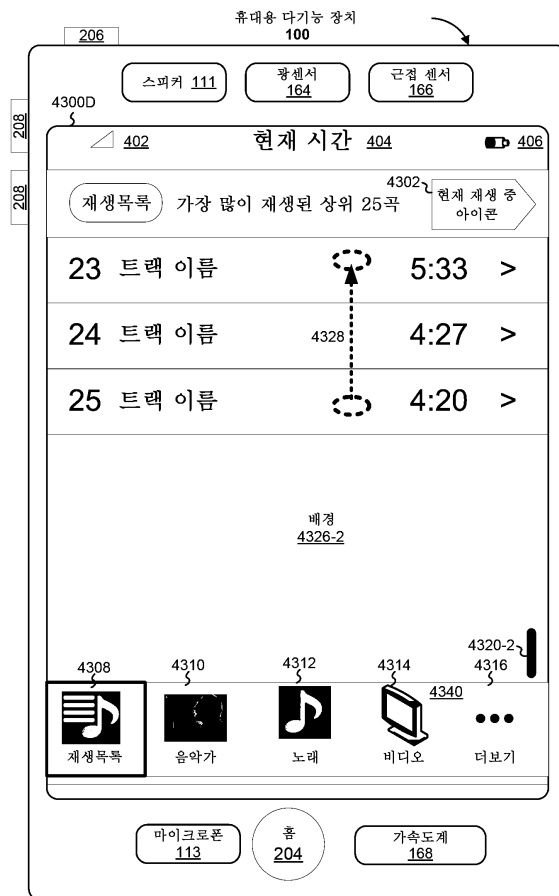 휴대용 다기능 장치
100
206
스피커 111
광센서
164
근접 센서
166
4300D
208
208
402
현재 시간 404
406
재생목록
가장 많이 재생된 상위 25곡
4302
현재 재생 중
아이콘
23 트랙 이름 5:33 >
24 트랙 이름 4:27 >
4328
25 트랙 이름 4:20 >
배경
4326-2
4320-2
4308
4310
4312
4314
4340
4316
재생목록
음악가
노래
비디오
더보기
마이크로폰
113
홈
204
가속도계
168